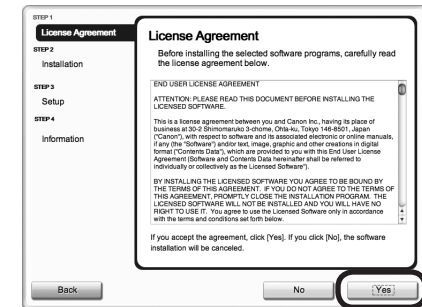 STEP 1
License Agreement
STEP 2
Installation
STEP 3
Setup
STEP 4
Information
License Agreement
Before installing the selected software programs, carefully read
the license agreement below.
END USER LICENSE AGREEMENT
ATTENTION: PLEASE READ THIS DOCUMENT BEFORE INSTALLING THE
LICENSED SOFTWARE.
This is a license agreement between you and Canon Inc., having its place of
business at 30-2 Shimomaruko 3-chome, Ohta-ku, Tokyo 146-8501, Japan
("Canon"), with respect to software and its associated electronic or online manuals,
if any (the "Software") and/or text, image, graphic and other creations in digital
format ("Contents Data"), which are provided to you with this End User License
Agreement (Software and Contents Data hereinafter shall be referred to
individually or collectively as the Licensed Software").
BY INSTALLING THE LICENSED SOFTWARE YOU AGREE TO BE BOUND BY
THE TERMS OF THIS AGREEMENT. IF YOU DO NOT AGREE TO THE TERMS OF
THIS AGREEMENT, PROMPTLY CLOSE THE INSTALLATION PROGRAM. THE
LICENSED SOFTWARE WILL NOT BE INSTALLED AND YOU WILL HAVE NO
RIGHT TO USE IT. You agree to use the Licensed Software only in accordance
with the terms and conditions set forth below.
If you accept the agreement, click [Yes]. If you click [No], the software
installation will be canceled.
Back
No
Yes